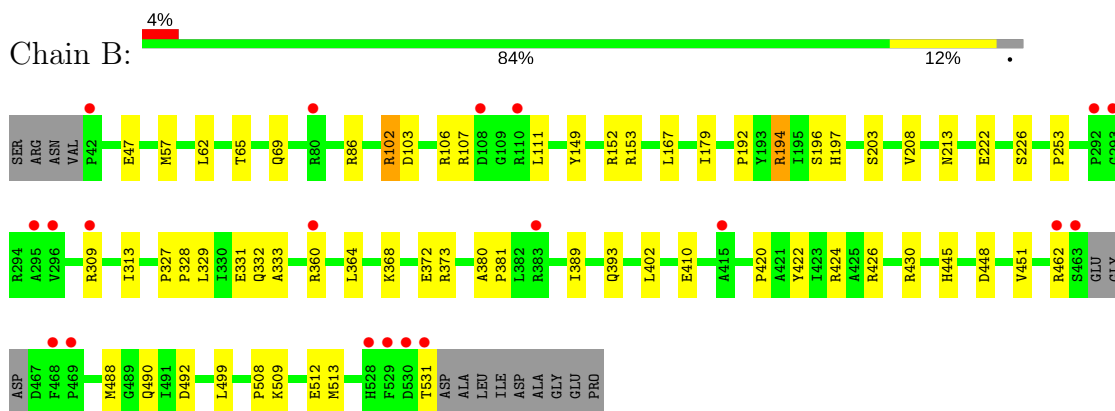 4%
Chain B:
84% 12% •
SER ARG ASN VAL P42 E47 M57 L62 T65 Q69 R80 R86 R102 D103 R106 R107 D108 G109 R110 L111 Y149 R152 R153 L167 I179 P192 Y193 R194 I195 S196 H197 S203 V208 N213 E222 S226 P253 P292 G293
R294 A295 V296 R309 I313 P327 P328 L329 I330 E331 Q332 A333 R360 L364 K368 E372 R373 A380 P381 L382 R383 I389 Q393 L402 E410 A415 P420 A421 Y422 I423 R424 A425 R426 R430 H445 D448 V451 R462 S463 GLU GLY
ASP D467 F468 P469 M488 G489 Q490 I491 D492 L499 P508 K509 E512 M513 H528 F529 D530 T531 ASP ALA LEU ILE ASP ALA GLY GLU PRO